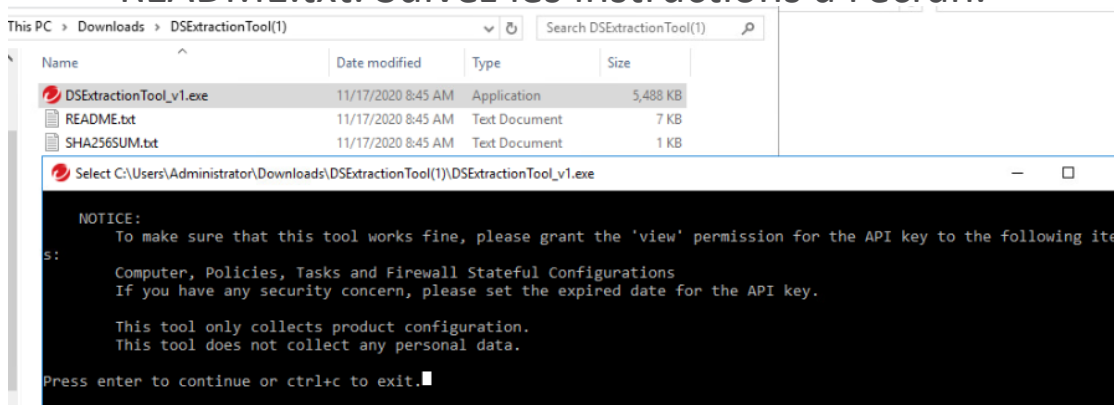 README.txt. Suivez les instructions à l'écran.
This PC > Downloads > DSExtractionTool(1)
Search DSExtractionTool(1)
Name Date modified Type Size
DSExtractionTool_v1.exe 11/17/2020 8:45 AM Application 5,488 KB
README.txt 11/17/2020 8:45 AM Text Document 7 KB
SHA256SUM.txt 11/17/2020 8:45 AM Text Document 1 KB
Select C:\Users\Administrator\Downloads\DSExtractionTool(1)\DSExtractionTool_v1.exe
NOTICE:
To make sure that this tool works fine, please grant the 'view' permission for the API key to the following ite
s:
Computer, Policies, Tasks and Firewall Stateful Configurations
If you have any security concern, please set the expired date for the API key.
This tool only collects product configuration.
This tool does not collect any personal data.
Press enter to continue or ctrl+c to exit.